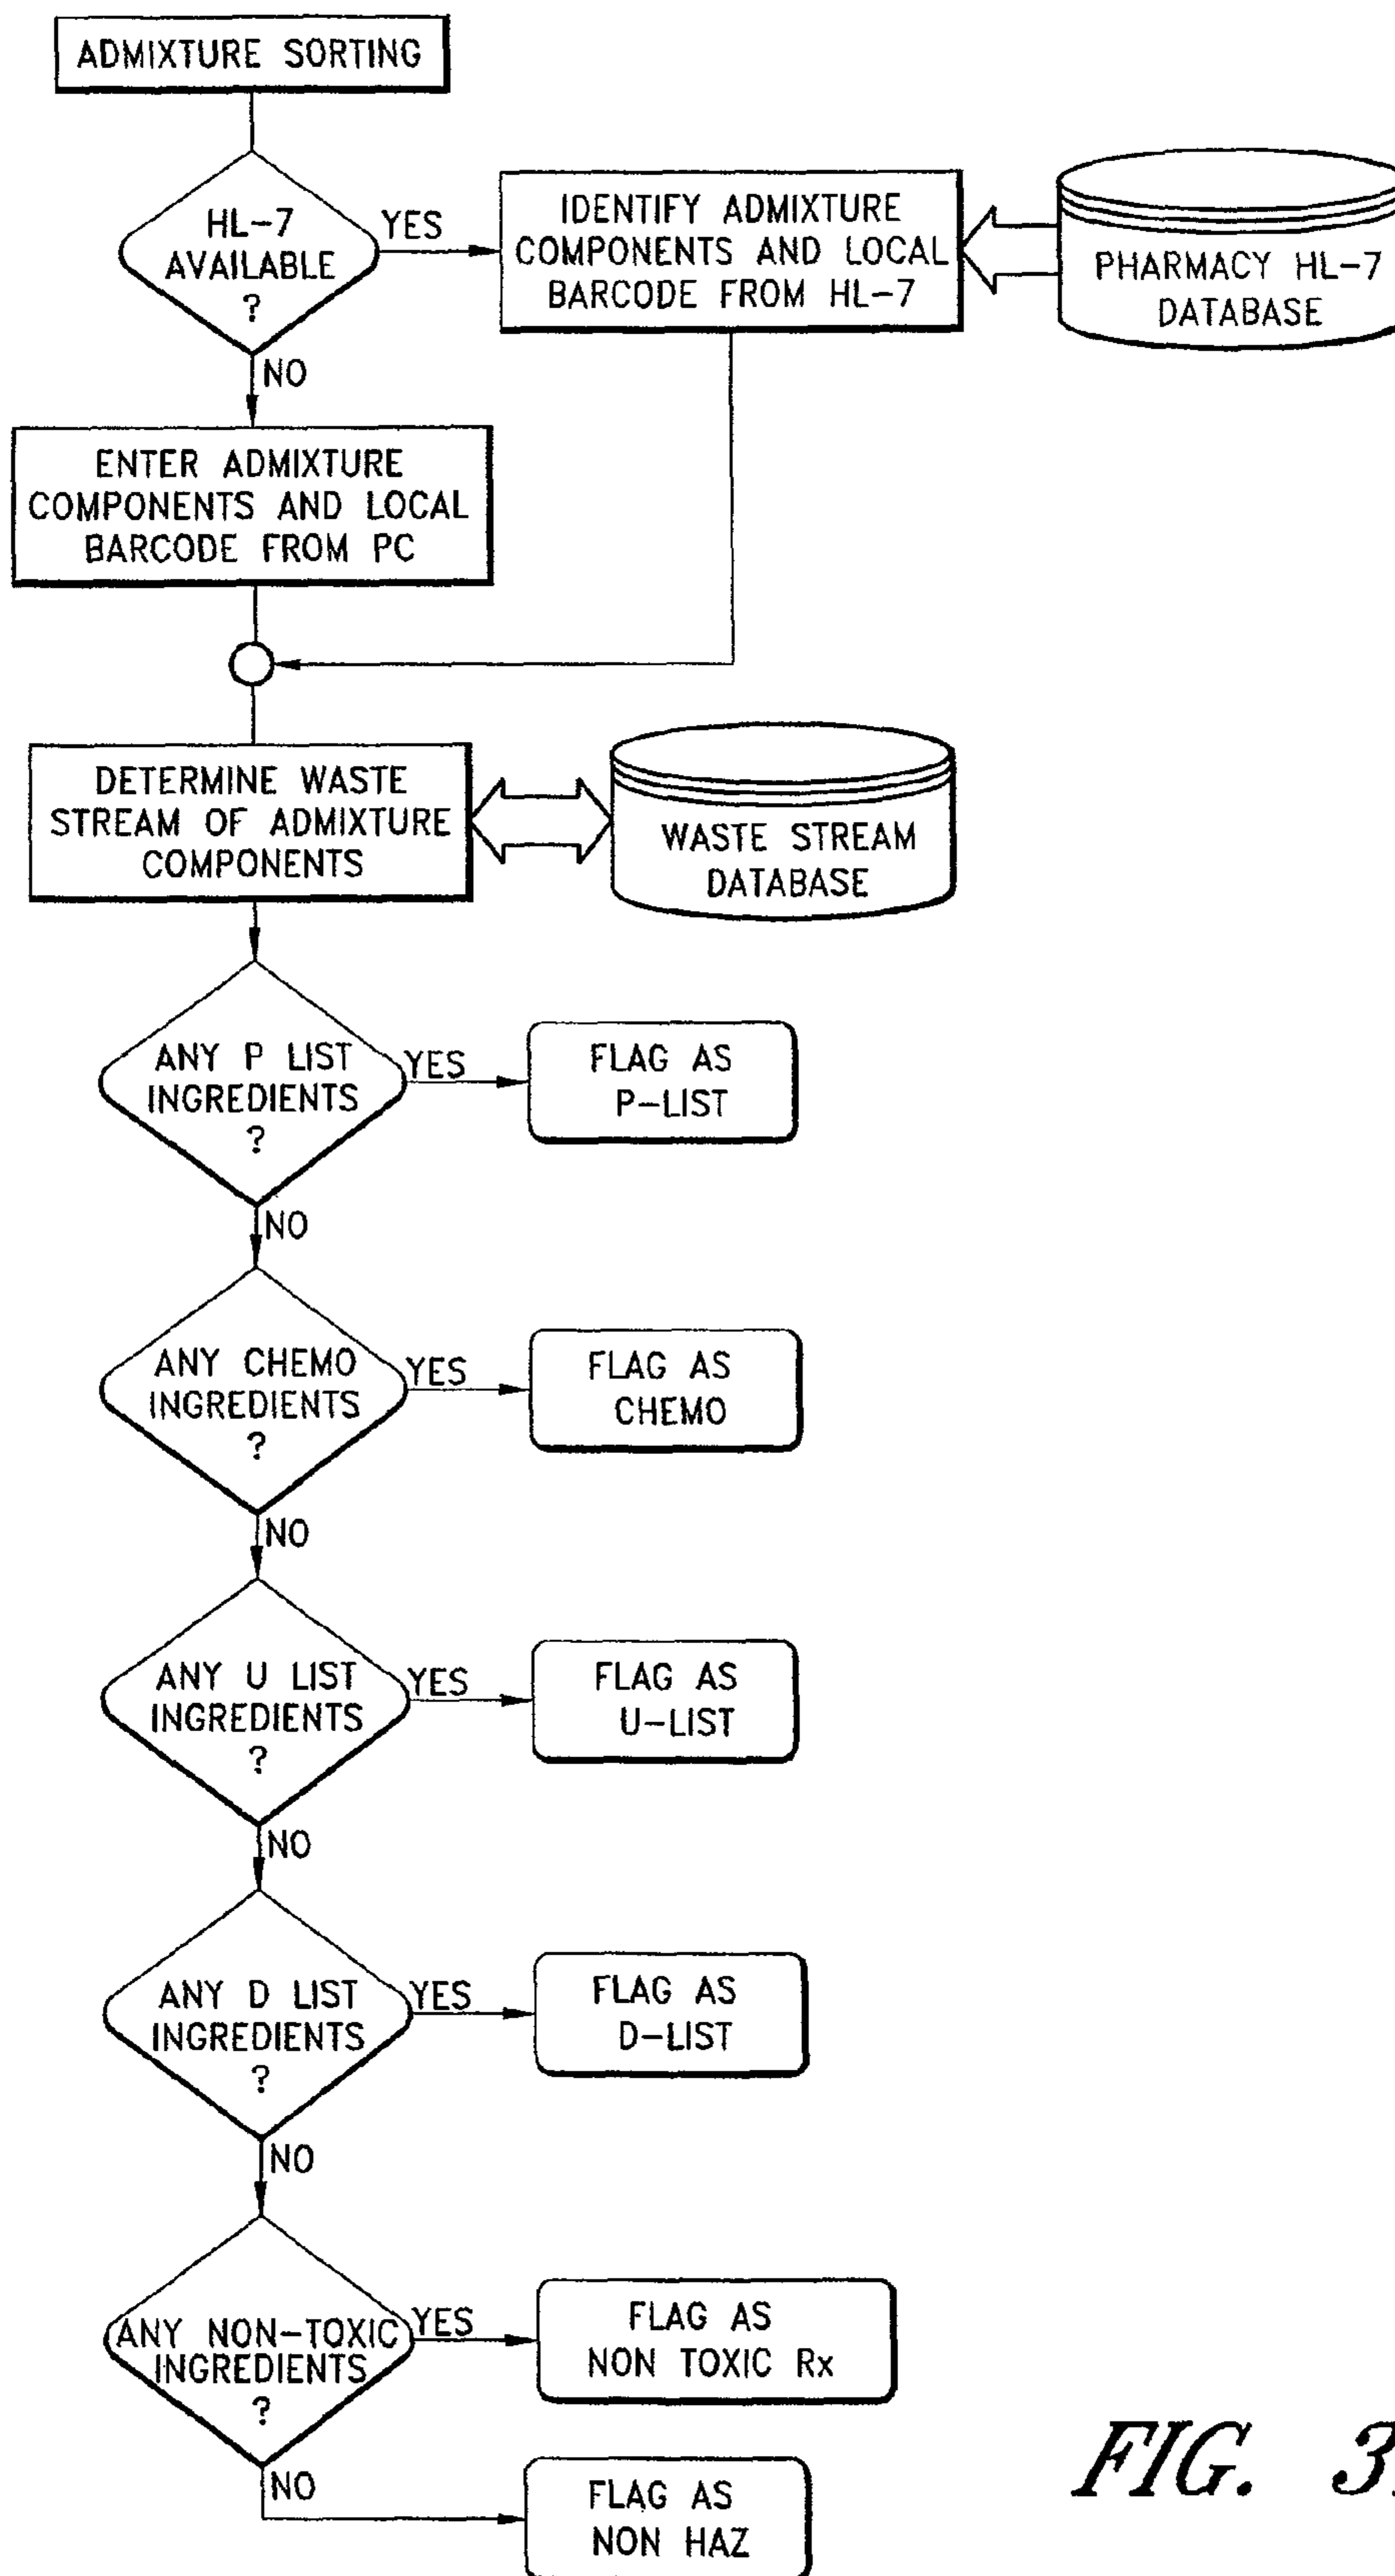 ADMIXTURE SORTING
HL-7
AVAILABLE
?
YES
IDENTIFY ADMIXTURE
COMPONENTS AND LOCAL
BARCODE FROM HL-7
PHARMACY HL-7
DATABASE
NO
ENTER ADMIXTURE
COMPONENTS AND LOCAL
BARCODE FROM PC
DETERMINE WASTE
STREAM OF ADMIXTURE
COMPONENTS
WASTE STREAM
DATABASE
ANY P LIST
INGREDIENTS
?
YES
FLAG AS
P-LIST
NO
ANY CHEMO
INGREDIENTS
?
YES
FLAG AS
CHEMO
NO
ANY U LIST
INGREDIENTS
?
YES
FLAG AS
U-LIST
NO
ANY D LIST
INGREDIENTS
?
YES
FLAG AS
D-LIST
NO
ANY NON-TOXIC
INGREDIENTS
?
YES
FLAG AS
NON TOXIC Rx
NO
FLAG AS
NON HAZ
FIG.